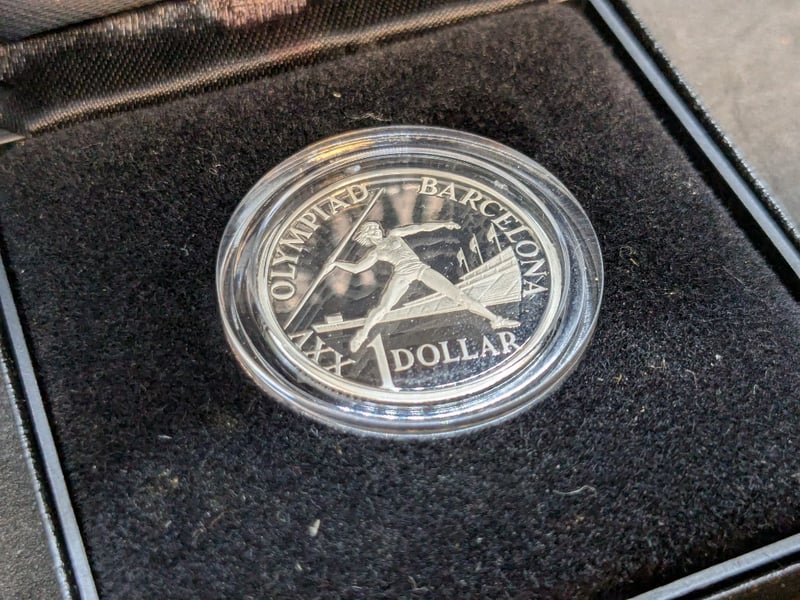 XXV OLYMPIAD BARCELONA
1 DOLLAR